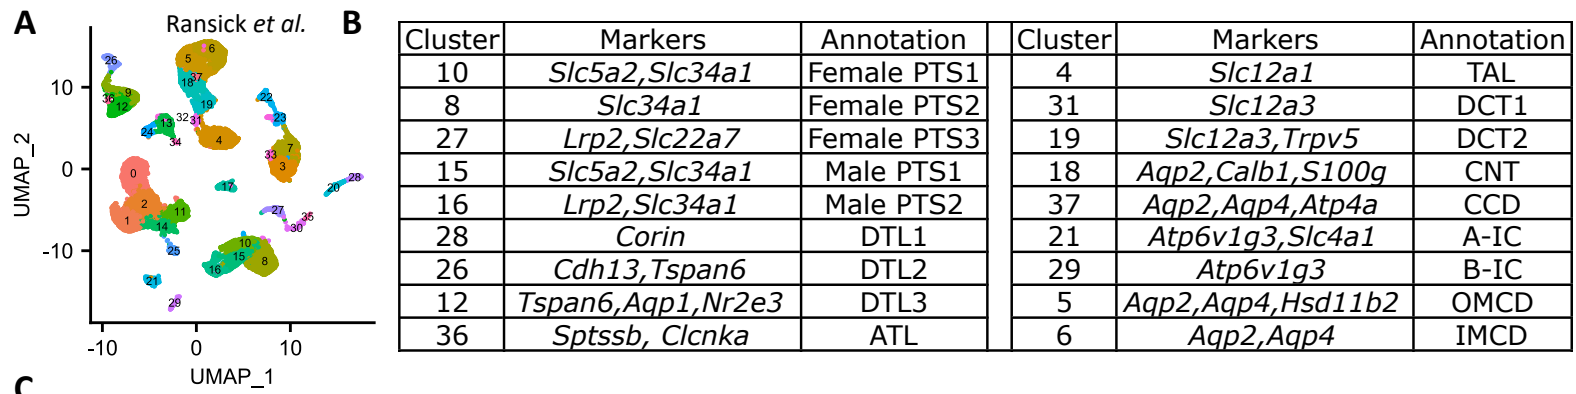 A
Ransick et al.
B
UMAP_2
10
0
-10
26
9
36
12
6
5
37
18
19
32
31
13
24
34
4
22
23
7
33
3
0
2
1
11
14
25
17
28
20
27
35
30
10
15
8
16
21
29
-10 0 10
UMAP_1
Cluster Markers Annotation Cluster Markers Annotation
10 Slc5a2,Slc34a1 Female PTS1 4 Slc12a1 TAL
8 Slc34a1 Female PTS2 31 Slc12a3 DCT1
27 Lrp2,Slc22a7 Female PTS3 19 Slc12a3,Trpv5 DCT2
15 Slc5a2,Slc34a1 Male PTS1 18 Aqp2,Calb1,S100g CNT
16 Lrp2,Slc34a1 Male PTS2 37 Aqp2,Aqp4,Atp4a CCD
28 Corin DTL1 21 Atp6v1g3,Slc4a1 A-IC
26 Cdh13,Tspan6 DTL2 29 Atp6v1g3 B-IC
12 Tspan6,Aqp1,Nr2e3 DTL3 5 Aqp2,Aqp4,Hsd11b2 OMCD
36 Sptssb, Clcnka ATL 6 Aqp2,Aqp4 IMCD
C